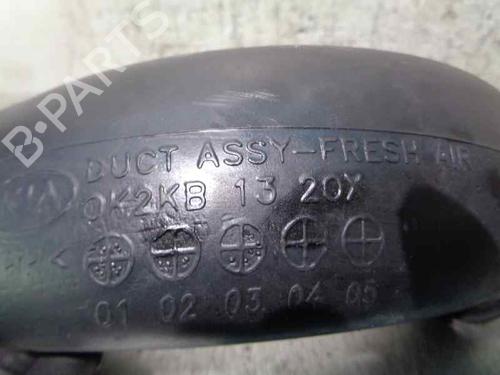 B-PARTS
DUCT ASSY-FRESH AIR
KIA 0K2KB 13 20X
01 02 03 04 05